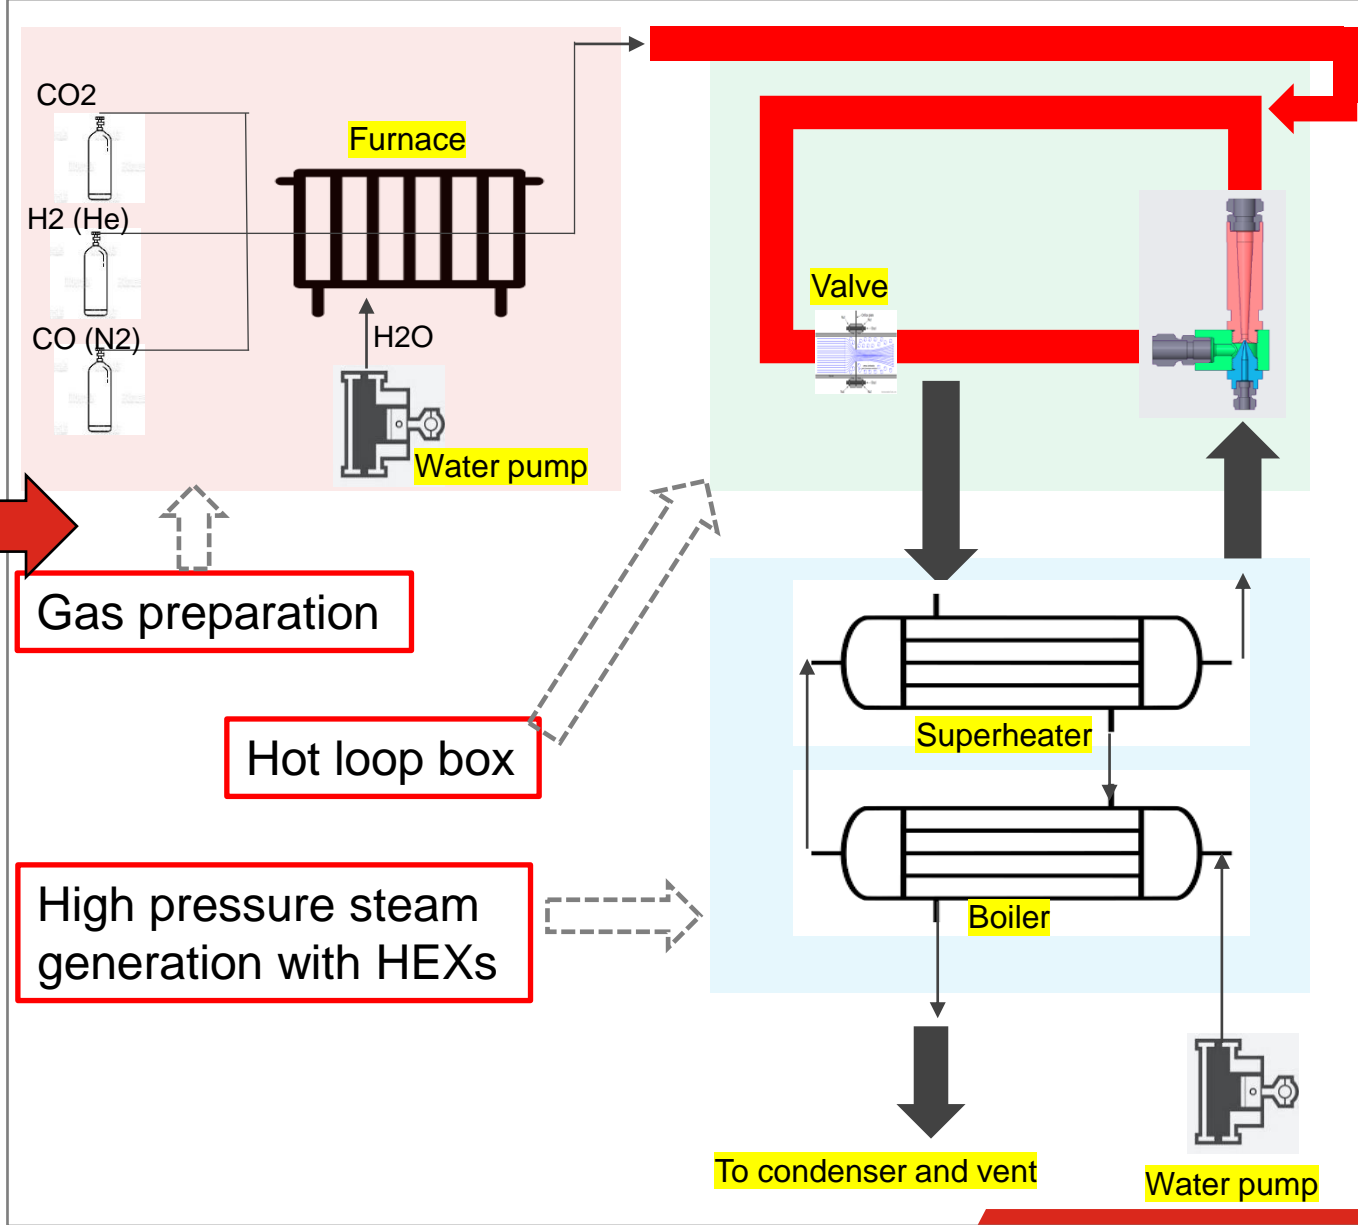 CO2
Furnace
H2 (He)
CO (N2)
H2O
Water pump
Valve
Gas preparation
Hot loop box
Superheater
High pressure steam
generation with HEXs
Boiler
To condenser and vent
Water pump